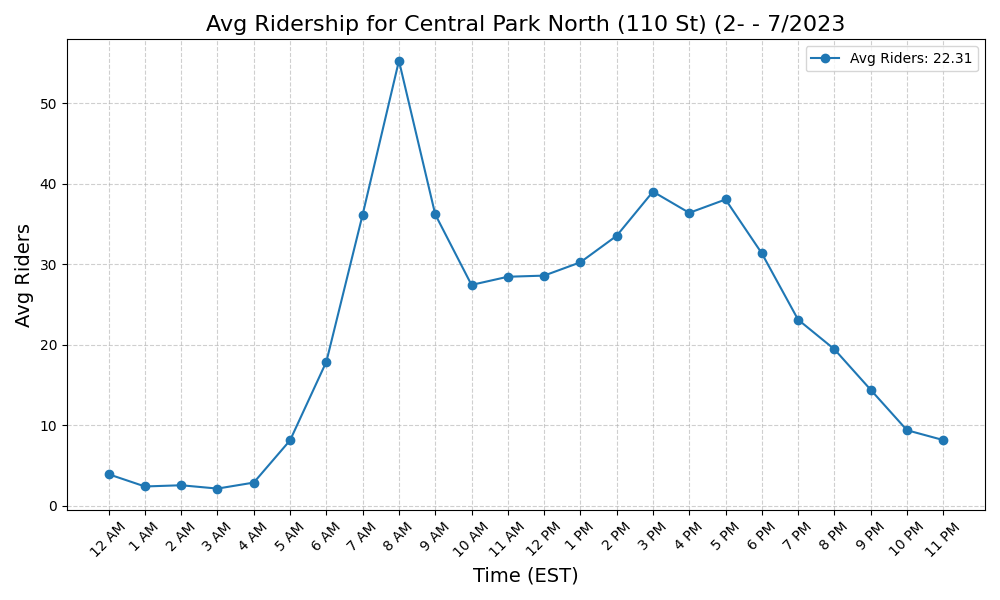 Avg Ridership for Central Park North (110 St) (2- - 7/2023
Avg Riders: 22.31
Avg Riders
50
40
30
20
10
0
12 AM
1 AM
2 AM
3 AM
4 AM
5 AM
6 AM
7 AM
8 AM
9 AM
10 AM
11 AM
12 PM
1 PM
2 PM
3 PM
4 PM
5 PM
6 PM
7 PM
8 PM
9 PM
10 PM
11 PM
Time (EST)